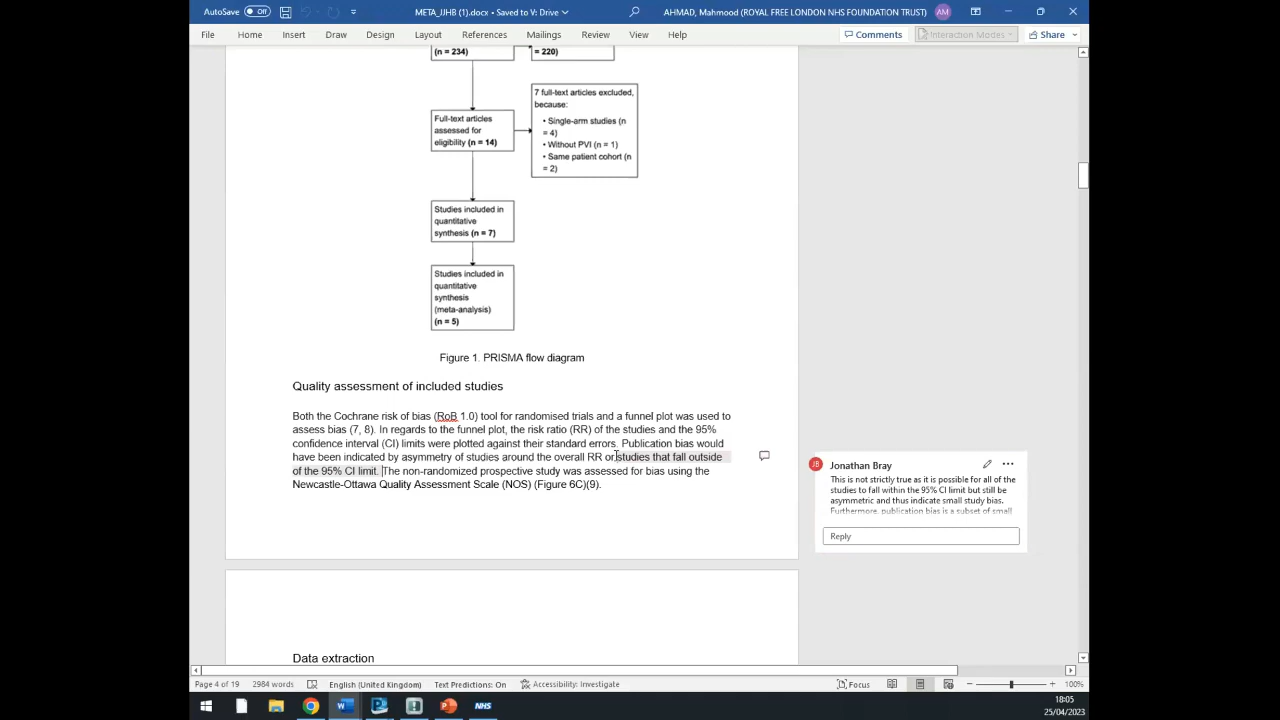 AutoSave Off META_JJHB (1).docx • Saved to V: Drive AHMAD, Mahmood (ROYAL FREE LONDON NHS FOUNDATION TRUST) AM
File Home Insert Draw Design Layout References Mailings Review View Help Comments Interaction Modes Share
(n = 234)
= 220)
7 full-text articles excluded,
because:
• Single-arm studies (n
= 4)
• Without PVI (n = 1)
• Same patient cohort (n
= 2)
Full-text articles
assessed for
eligibility (n = 14)
Studies included in
quantitative
synthesis (n = 7)
Studies included in
quantitative
synthesis
(meta-analysis)
(n = 5)
Figure 1. PRISMA flow diagram
Quality assessment of included studies
Both the Cochrane risk of bias (RoB 1.0) tool for randomised trials and a funnel plot was used to
assess bias (7, 8). In regards to the funnel plot, the risk ratio (RR) of the studies and the 95%
confidence interval (CI) limits were plotted against their standard errors. Publication bias would
have been indicated by asymmetry of studies around the overall RR or studies that fall outside
of the 95% CI limit. The non-randomized prospective study was assessed for bias using the
Newcastle-Ottawa Quality Assessment Scale (NOS) (Figure 6C)(9).
JB Jonathan Bray
This is not strictly true as it is possible for all of the
studies to fall within the 95% CI limit but still be
asymmetric and thus indicate small study bias.
Furthermore, publication bias is a subset of small
Reply
Data extraction
Page 4 of 19 2984 words English (United Kingdom) Text Predictions: On Accessibility: Investigate Focus 100%
NHS
18:05
25/04/2023